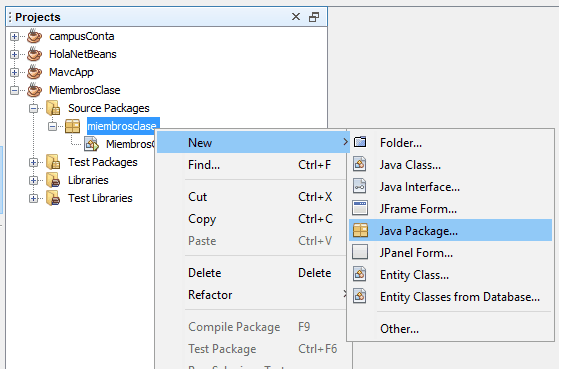 Projects
campusConta
HolaNetBeans
MavcApp
MiembrosClase
Source Packages
miembrosclase
Miembros
Test Packages
Libraries
Test Libraries
New
Find... Ctrl+F
Cut Ctrl+X
Copy Ctrl+C
Paste Ctrl+V
Delete Delete
Refactor
Compile Package F9
Test Package Ctrl+F6
Folder...
Java Class...
Java Interface...
JFrame Form...
Java Package...
JPanel Form...
Entity Class...
Entity Classes from Database...
Other...